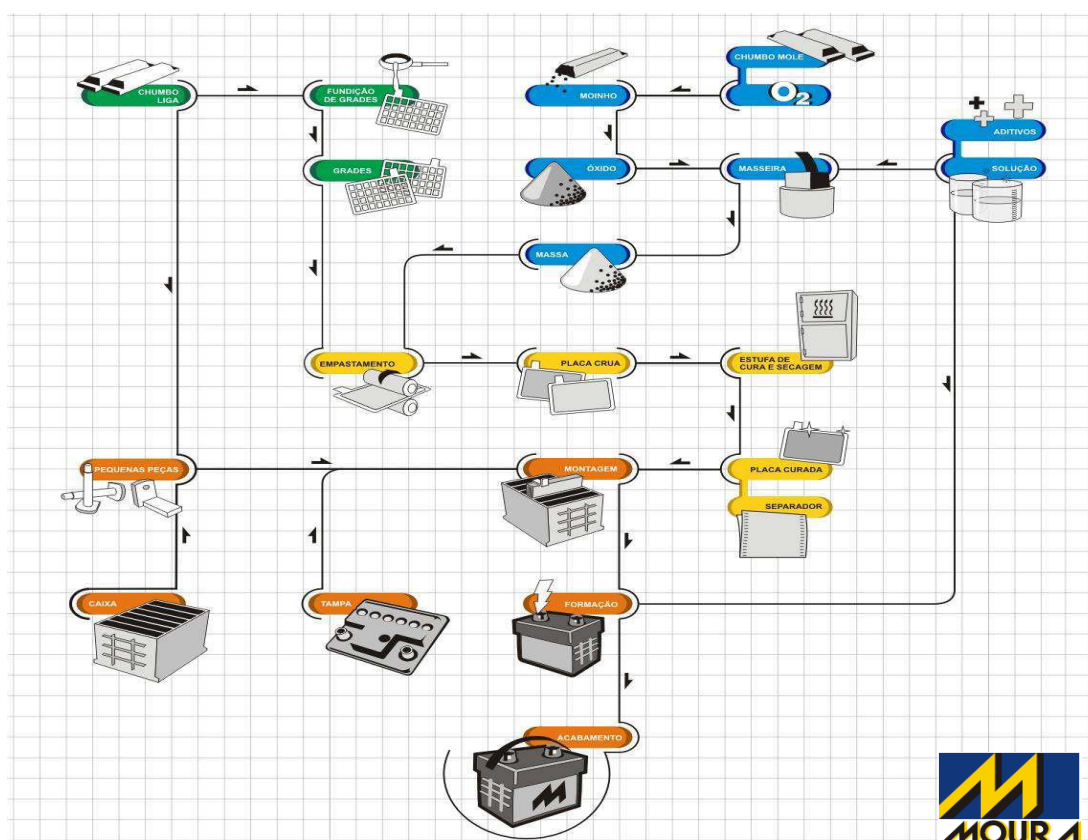 CHUMBO MOLE
CHUMBO
LIGA
FUNDIÇÃO
DE GRADES
MOINHO
O2
ADITIVOS
GRADES
ÓXIDO
MASSEIRA
SOLUÇÃO
MASSA
EMPASTAMENTO
PLACA CRUA
ESTUFA DE
CURA E SECAGEM
PEQUENAS PEÇAS
MONTAGEM
PLACA CURADA
SEPARADOR
CAIXA
TAMPA
FORMAÇÃO
ACABAMENTO
MOURA